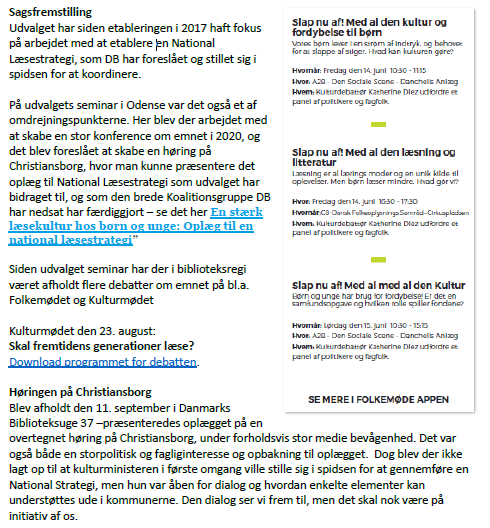 Sagsfremstilling
Udvalget har siden etableringen i 2017 haft fokus
på arbejdet med at etablere en National
Læsestrategi, som DB har foreslået og stillet sig i
spidsen for at koordinere.
På udvalgets seminar i Odense var det også et af
omdrejningspunkterne. Her blev der arbejdet med
at skabe en stor konference om emnet i 2020, og
det blev foreslået at skabe en høring på
Christiansborg, hvor man kunne præsentere det
oplæg til National Læsestrategi som udvalget har
bidraget til, og som den brede Koalitionsgruppe DB
har nedsat har færdiggjort – se det her En stærk
læsekultur hos børn og unge: Oplæg til en
national læsestrategi"
Siden udvalget seminar har der i biblioteksregi
været afholdt flere debatter om emnet på bl.a.
Folkemødet og Kulturmødet
Kulturmødet den 23. august:
Skal fremtidens generationer læse?
Download programmet for debatten.
Høringen på Christiansborg
Blev afholdt den 11. september i Danmarks
Biblioteksuge 37 –præsenteredes oplægget på en
overtegnet høring på Christiansborg, under forholdsvis stor medie bevågenhed. Det var
også både en storpolitisk og fagliginteresse og opbakning til oplægget.  Dog blev der ikke
lagt op til at kulturministeren i første omgang ville stille sig i spidsen for at gennemføre en
National Strategi, men hun var åben for dialog og hvordan enkelte elementer kan
understøttes ude i kommunerne. Den dialog ser vi frem til, men det skal nok være på
initiativ af os.
Slap nu af! Med al den kultur og
fordybelse til børn
Vores børn lever i en strøm af indtryk, og behøver
for at slappe af silger. Hvad kan kulturen gøre?
Hvornår: Fredag den 14. juni 10:30 - 11:15
Hvor: A28 - Den Sociale Scene - Danchells Anlæg
Hvem: Kulturdebattør Katherine Diez udfordre et
panel af politikere og fagfolk.
Slap nu af! Med al den læsning og
litteratur
Læsning er al lærings moder og en unik kilde til
oplevelser. Men børn læser mindre. Hvad gør vi?
Hvor: Fredag den 14. juni 16:30 - 17:30
Hvornår:C8-Dansk Folkeoplysnings Samråd-Cirkuspladsen
Hvem: Kulturdebattør Katherine Diez udfordre et
panel af politikere og fagfolk.
Slap nu af! Med al med al den Kultur
Børn og unge har brug for fordybelse! Er det en
samfundsopgave og hvilken rolle spiller fondene?
Hvornår: Lørdag den 15. juni 10:30 - 15:15
Hvor: A28 - Den Sociale Scene - Danchells Anlæg
Hvem: Kulturdebattør Katherine Diez udfordre et
panel af politikere og fagfolk.
SE MERE I FOLKEMØDE APPEN